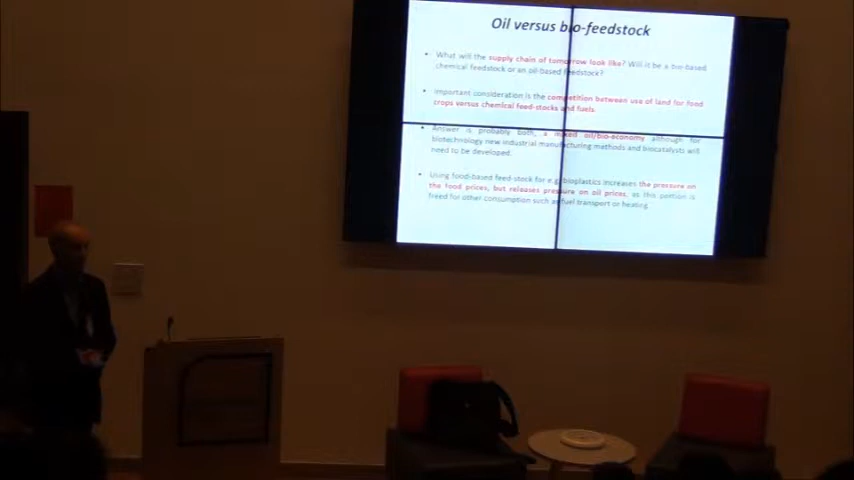 Oil versus bio-feedstock
• What will the supply chain of tomorrow look like? Will it be a bio-based
chemical feedstock or an oil-based feedstock?
• Important consideration is the competition between use of land for food
crops versus chemical feed-stocks and fuels.
• Answer is probably both, a mixed oil/bio-economy although for
biotechnology new industrial manufacturing methods and biocatalysts will
need to be developed.
• Using food-based feed-stock for e.g. bioplastics increases the pressure on
the food prices, but releases pressure on oil prices, as this portion is
freed for other consumption such as fuel transport or heating.